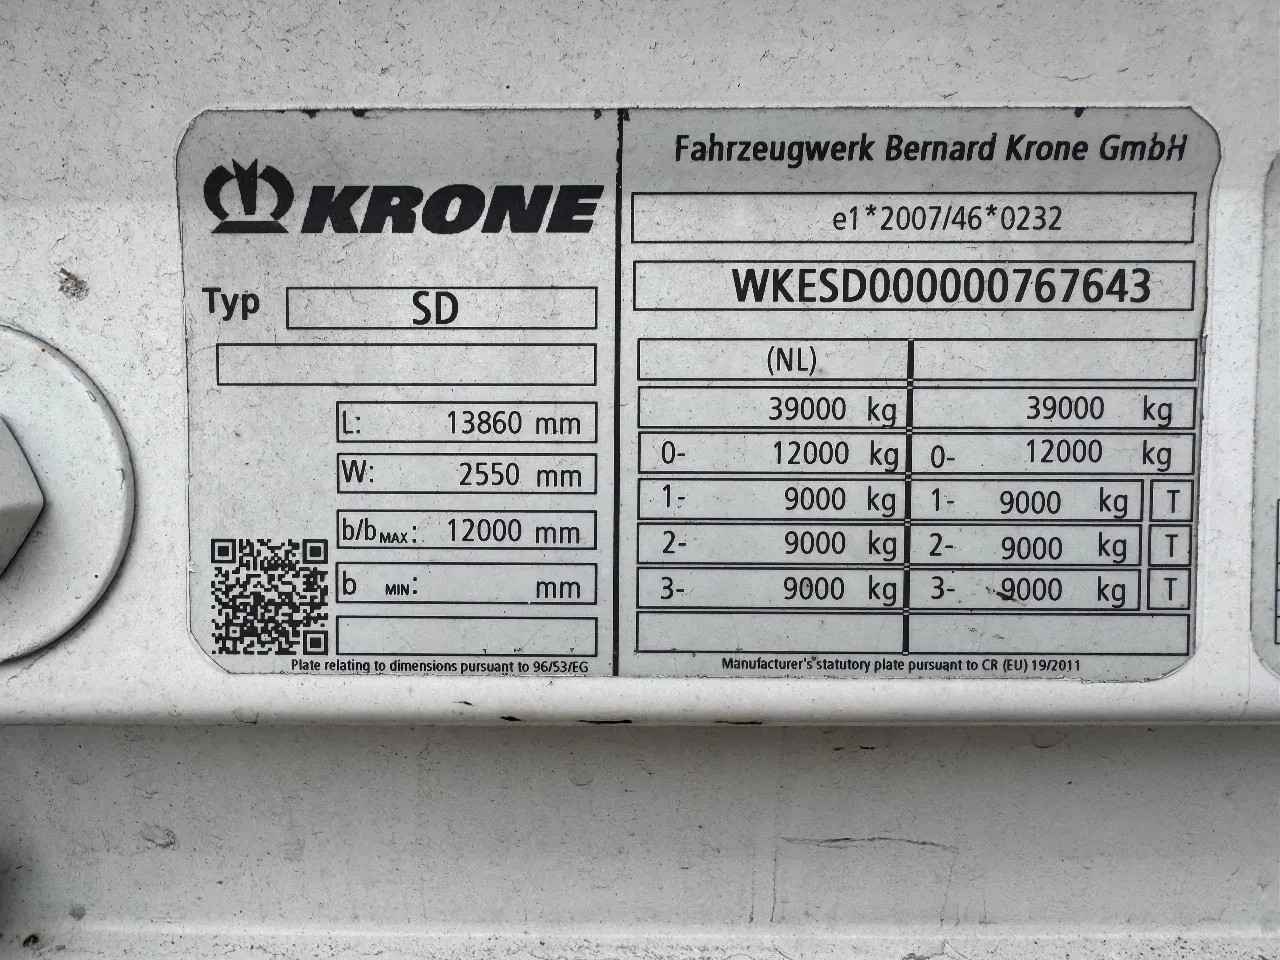 KRONE
Typ SD
L: 13860 mm
W: 2550 mm
b/bMAX: 12000 mm
b MIN: mm
Plate relating to dimensions pursuant to 96/53/EG
Fahrzeugwerk Bernard Krone GmbH
e1*2007/46*0232
WKESD000000767643
(NL)
39000 kg 39000 kg
0- 12000 kg 0- 12000 kg
1- 9000 kg 1- 9000 kg T
2- 9000 kg 2- 9000 kg T
3- 9000 kg 3- 9000 kg T
Manufacturer's statutory plate pursuant to CR (EU) 19/2011